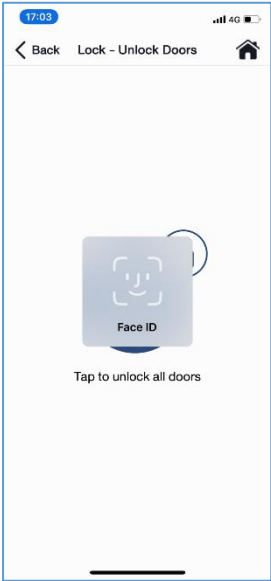 17:03
4G
Back
Lock - Unlock Doors
Face ID
Tap to unlock all doors